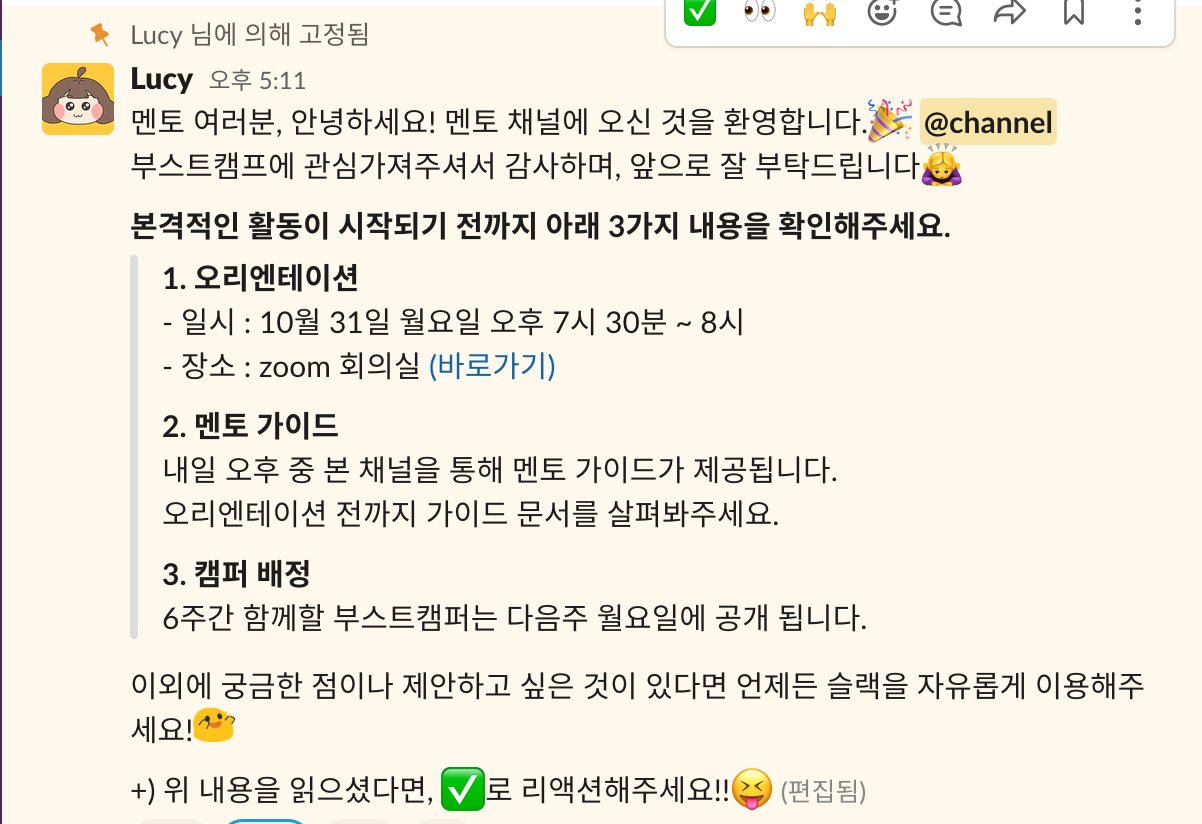 Lucy 님에 의해 고정됨
Lucy 오후 5:11
멘토 여러분, 안녕하세요! 멘토 채널에 오신 것을 환영합니다.🎉 @channel
부스트캠프에 관심가져주셔서 감사하며, 앞으로 잘 부탁드립니다🙇‍♀️
본격적인 활동이 시작되기 전까지 아래 3가지 내용을 확인해주세요.
1. 오리엔테이션
- 일시 : 10월 31일 월요일 오후 7시 30분 ~ 8시
- 장소 : zoom 회의실 (바로가기)
2. 멘토 가이드
내일 오후 중 본 채널을 통해 멘토 가이드가 제공됩니다.
오리엔테이션 전까지 가이드 문서를 살펴봐주세요.
3. 캠퍼 배정
6주간 함께할 부스트캠퍼는 다음주 월요일에 공개 됩니다.
이외에 궁금한 점이나 제안하고 싶은 것이 있다면 언제든 슬랙을 자유롭게 이용해주
세요!
+) 위 내용을 읽으셨다면, ✅로 리액션해주세요!!😝 (편집됨)